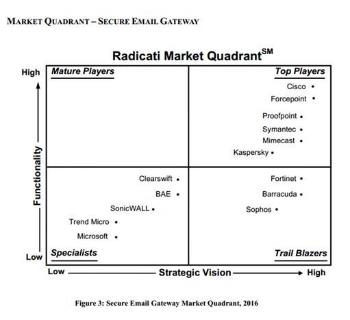 MARKET QUADRANT – SECURE EMAIL GATEWAY
Radicati Market Quadrant℠
High
Mature Players
Top Players
Cisco
Forcepoint
Proofpoint
Symantec
Mimecast
Kaspersky
Functionality
Clearswift
Fortinet
BAE
Barracuda
SonicWALL
Sophos
Trend Micro
Microsoft
Low
Specialists
Trail Blazers
Low
Strategic Vision
High
Figure 3: Secure Email Gateway Market Quadrant, 2016